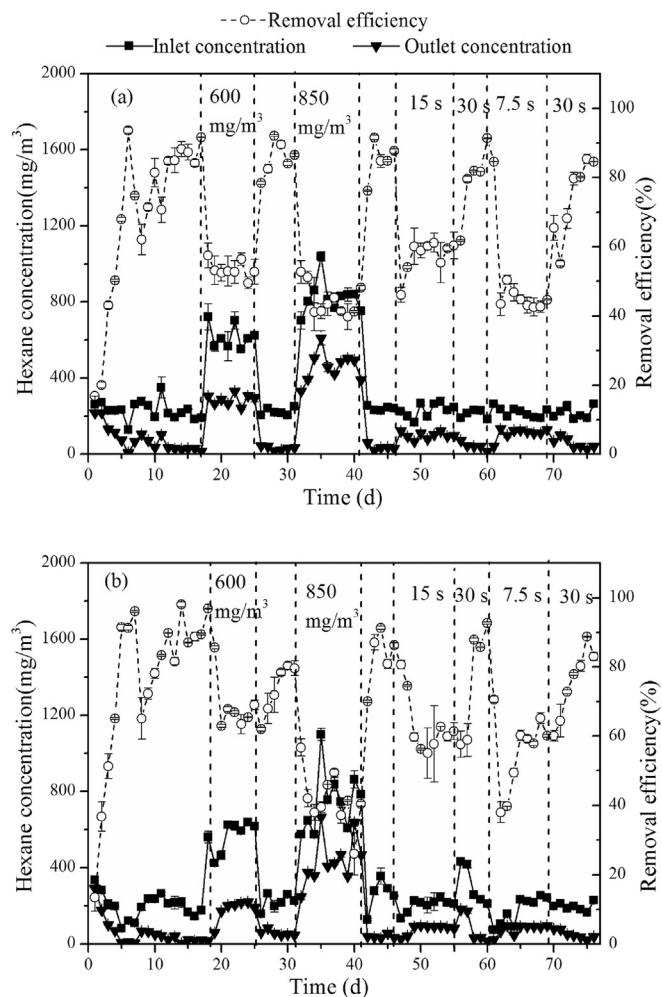 Removal efficiency
Inlet concentration Outlet concentration
(a) 600 mg/m³ 850 mg/m³ 15 s 30 s 7.5 s 30 s
Hexane concentration(mg/m³)
2000
1600
1200
800
400
0
Removal efficiency(%)
100
80
60
40
20
0
0 10 20 30 40 50 60 70
Time (d)
(b) 600 mg/m³ 850 mg/m³ 15 s 30 s 7.5 s 30 s
Hexane concentration(mg/m³)
2000
1600
1200
800
400
0
Removal efficiency(%)
100
80
60
40
20
0
0 10 20 30 40 50 60 70
Time (d)